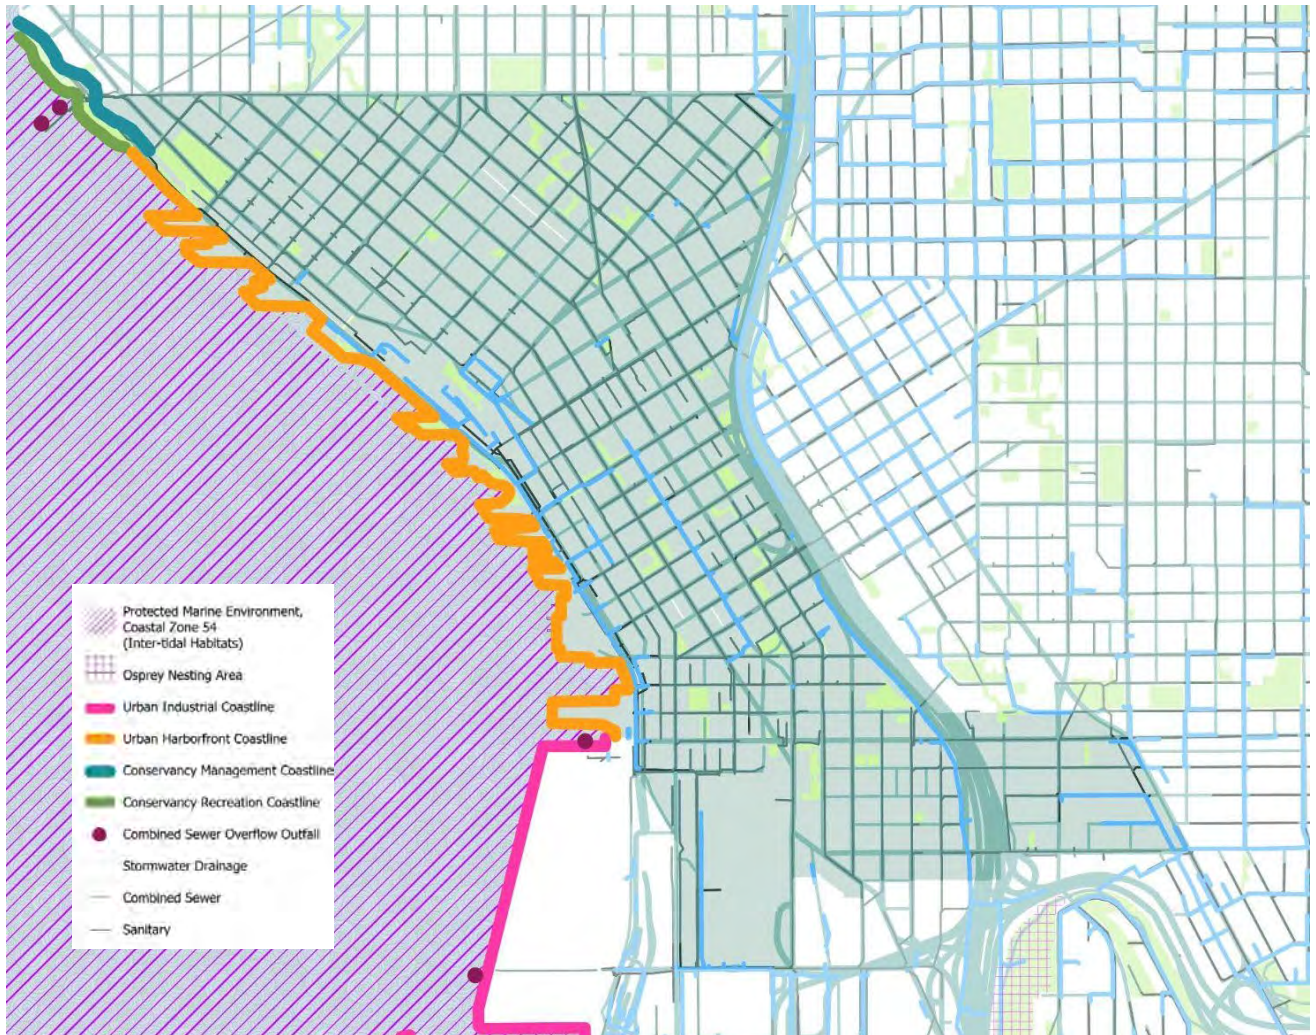 Protected Marine Environment,
Coastal Zone 54
(Inter-tidal Habitats)
Osprey Nesting Area
Urban Industrial Coastline
Urban Harborfront Coastline
Conservancy Management Coastline
Conservancy Recreation Coastline
Combined Sewer Overflow Outfall
Stormwater Drainage
Combined Sewer
Sanitary